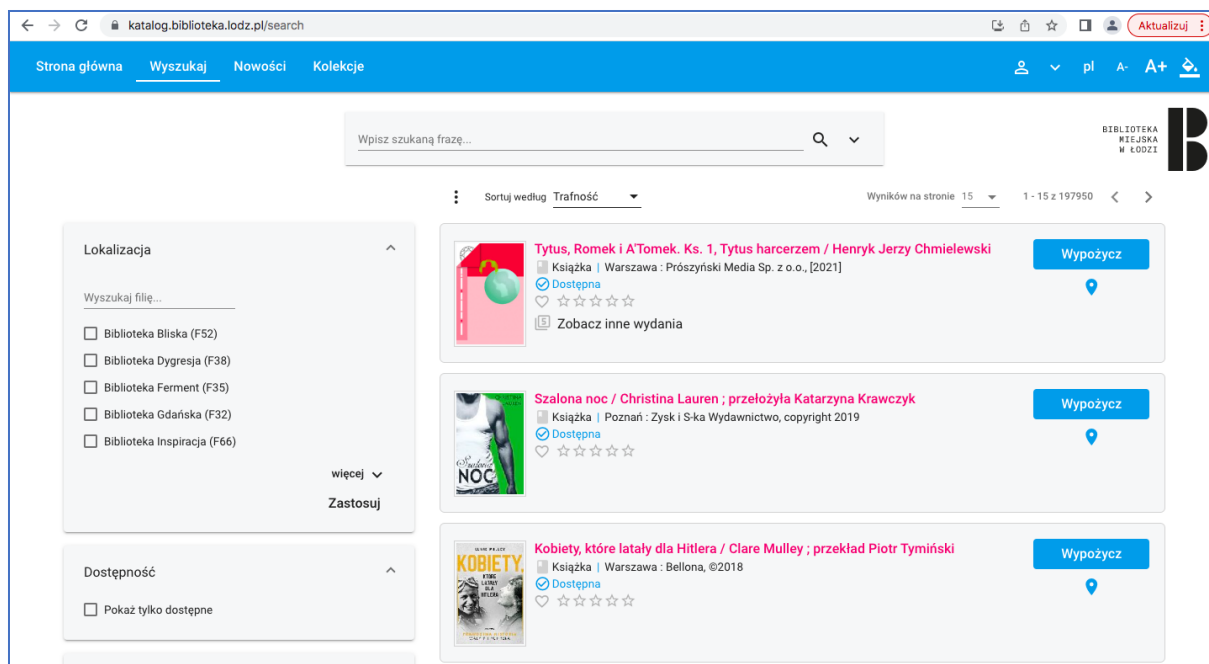 katalog.biblioteka.lodz.pl/search
Aktualizuj
Strona główna Wyszukaj Nowości Kolekcje
pl A- A+
Wpisz szukaną frazę...
BIBLIOTEKA
MIEJSKA
W ŁODZI
Sortuj według Trafność
Wyników na stronie 15
1 - 15 z 197950
Lokalizacja
Wyszukaj filię...
Biblioteka Bliska (F52)
Biblioteka Dygresja (F38)
Biblioteka Ferment (F35)
Biblioteka Gdańska (F32)
Biblioteka Inspiracja (F66)
więcej
Zastosuj
Dostępność
Pokaż tylko dostępne
Tytus, Romek i A'Tomek. Ks. 1, Tytus harcerzem / Henryk Jerzy Chmielewski
Książka | Warszawa : Prószyński Media Sp. z o.o., [2021]
Dostępna
5 Zobacz inne wydania
Wypożycz
Szalona noc / Christina Lauren ; przełożyła Katarzyna Krawczyk
Książka | Poznań : Zysk i S-ka Wydawnictwo, copyright 2019
Dostępna
Wypożycz
Szalona
NOC
Kobiety, które latały dla Hitlera / Clare Mulley ; przekład Piotr Tymiński
Książka | Warszawa : Bellona, ©2018
Dostępna
Wypożycz
KOBIETY,
KTÓRE
LATAŁY
DLA
HITLERA